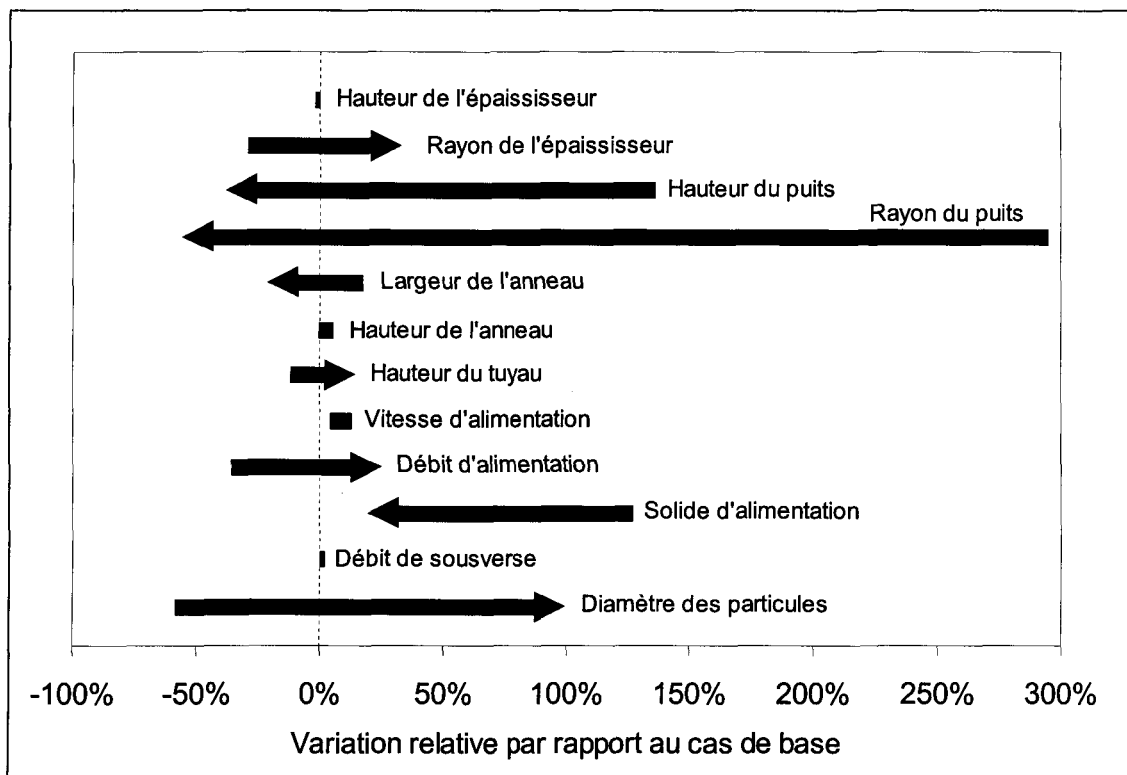 Hauteur de l'épaississeur
Rayon de l'épaississeur
Hauteur du puits
Rayon du puits
Largeur de l'anneau
Hauteur de l'anneau
Hauteur du tuyau
Vitesse d'alimentation
Débit d'alimentation
Solide d'alimentation
Débit de sousverse
Diamètre des particules
-100% -50% 0% 50% 100% 150% 200% 250% 300%
Variation relative par rapport au cas de base